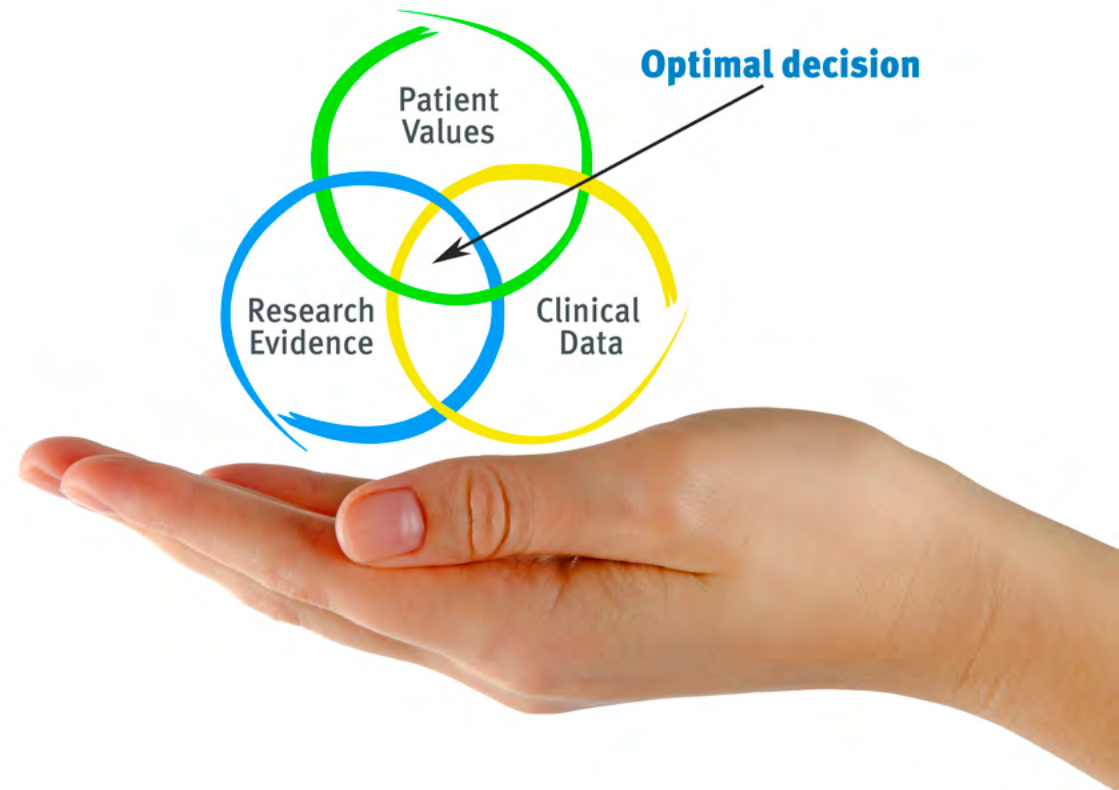 Optimal decision
Patient
Values
Research
Evidence
Clinical
Data